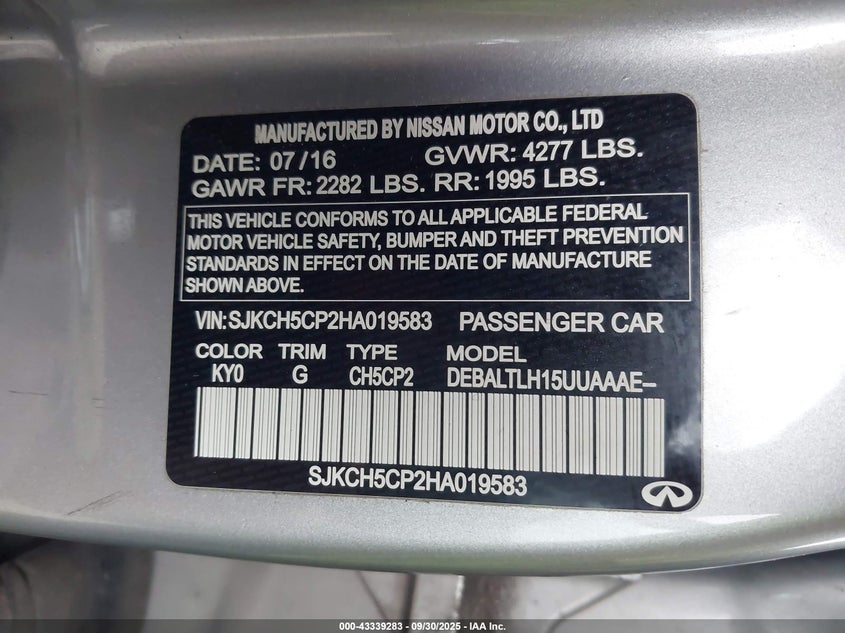 MANUFACTURED BY NISSAN MOTOR CO., LTD
DATE: 07/16 GVWR: 4277 LBS.
GAWR FR: 2282 LBS. RR: 1995 LBS.
THIS VEHICLE CONFORMS TO ALL APPLICABLE FEDERAL
MOTOR VEHICLE SAFETY, BUMPER AND THEFT PREVENTION
STANDARDS IN EFFECT ON THE DATE OF MANUFACTURE
SHOWN ABOVE.
VIN:SJKCH5CP2HA019583 PASSENGER CAR
COLOR TRIM TYPE MODEL
KY0 G CH5CP2 DEBALTLH15UUAAAE–
SJKCH5CP2HA019583
000-43339283 - 09/30/2025 - IAA Inc.